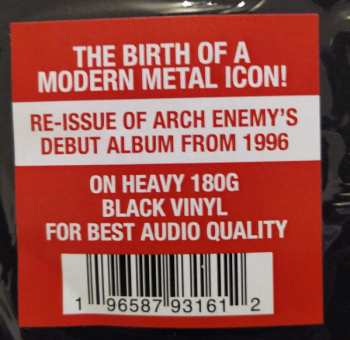 THE BIRTH OF A
MODERN METAL ICON!
RE-ISSUE OF ARCH ENEMY'S
DEBUT ALBUM FROM 1996
ON HEAVY 180G
BLACK VINYL
FOR BEST AUDIO QUALITY
1 96587 93161 2